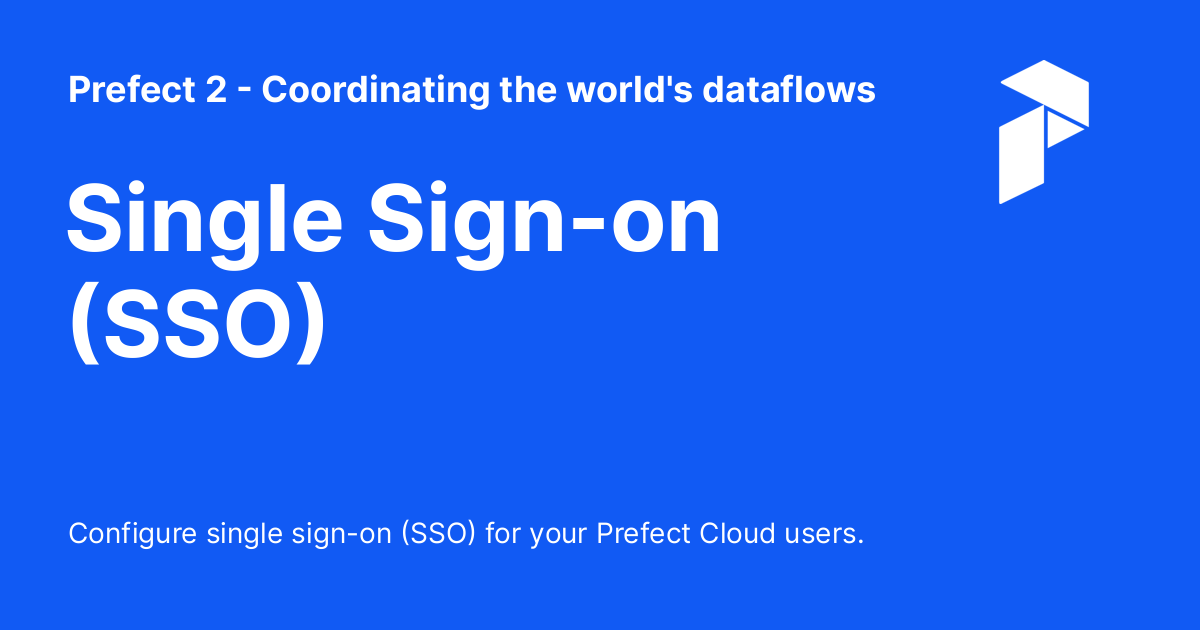 Prefect 2 - Coordinating the world's dataflows
Single Sign-on
(SSO)
Configure single sign-on (SSO) for your Prefect Cloud users.